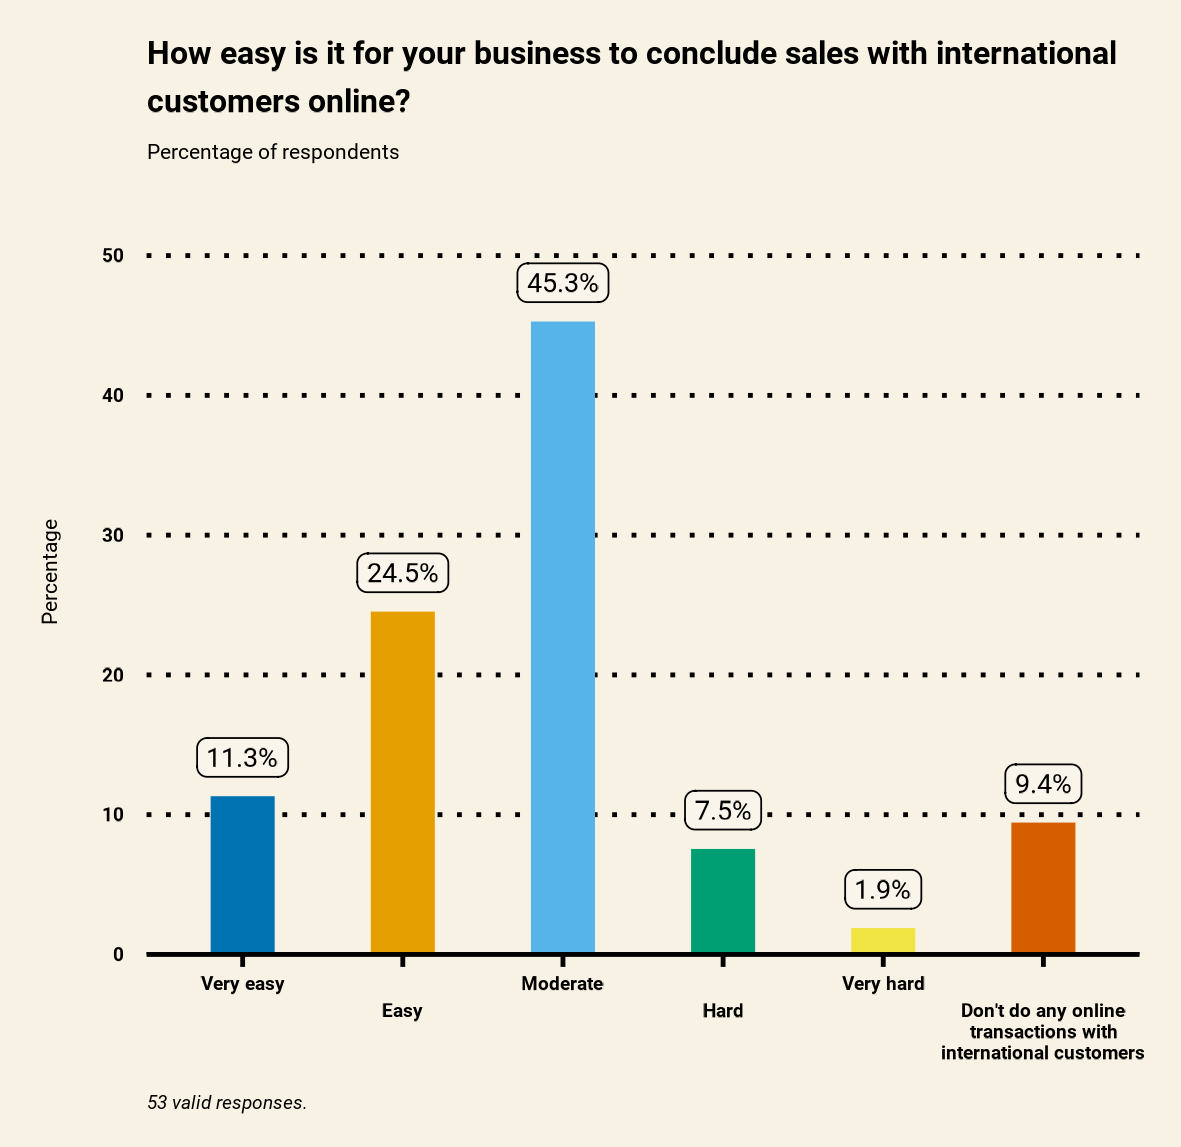 How easy is it for your business to conclude sales with international
customers online?
Percentage of respondents
Percentage
50
40
30
20
10
0
11.3%
24.5%
45.3%
7.5%
1.9%
9.4%
Very easy
Easy
Moderate
Hard
Very hard
Don't do any online
transactions with
international customers
53 valid responses.